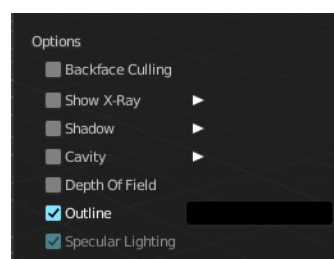 Options
Backface Culling
Show X-Ray
Shadow
Cavity
Depth Of Field
Outline
Specular Lighting